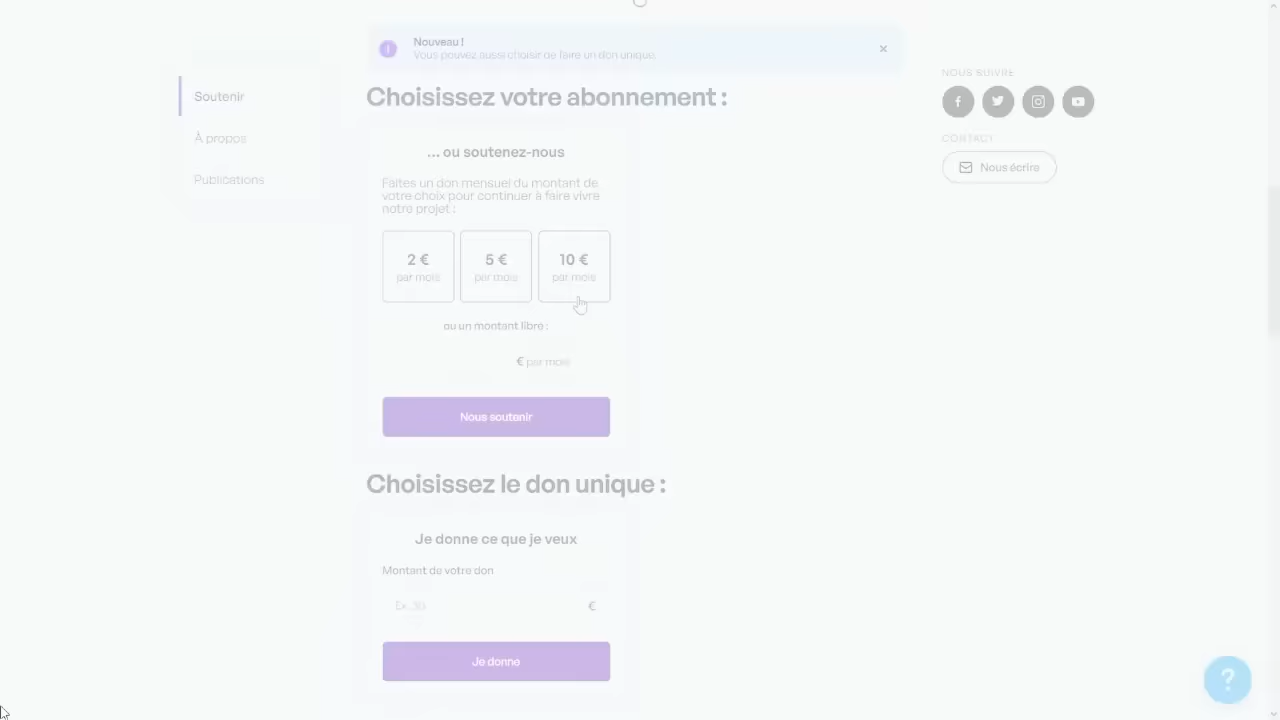 Nouveau !
Vous pouvez aussi choisir de faire un don unique.
Soutenir
À propos
Publications
Choisissez votre abonnement :
... ou soutenez-nous
Faites un don mensuel du montant de
votre choix pour continuer à faire vivre
notre projet :
2 €
par mois
5 €
par mois
10 €
par mois
ou un montant libre :
€ par mois
Nous soutenir
Choisissez le don unique :
Je donne ce que je veux
Montant de votre don
Ex. 30
€
Je donne
NOUS SUIVRE
CONTACT
Nous écrire
?